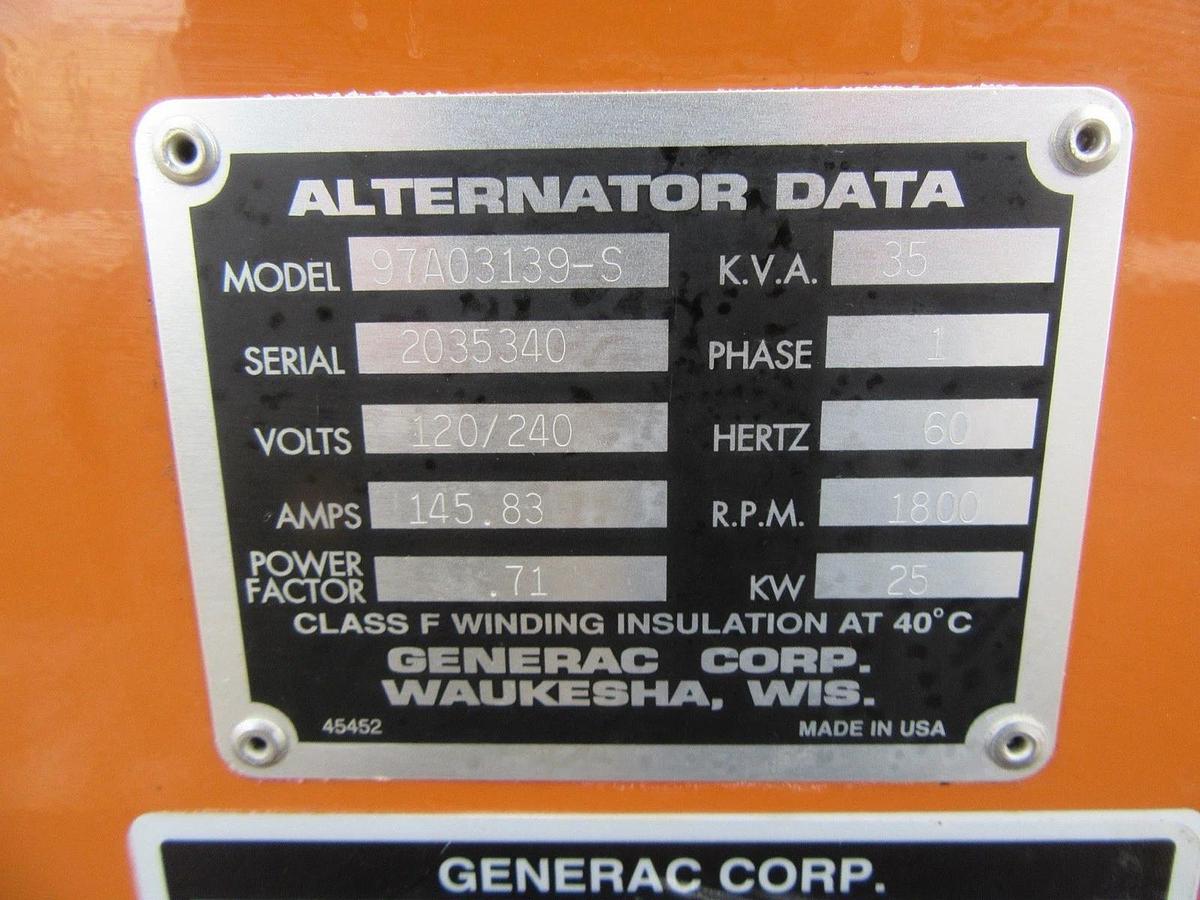 ALTERNATOR DATA
MODEL 97A03139-S K.V.A. 35
SERIAL 2035340 PHASE 1
VOLTS 120/240 HERTZ 60
AMPS 145.83 R.P.M. 1800
POWER FACTOR .71 KW 25
CLASS F WINDING INSULATION AT 40°C
GENERAC CORP.
WAUKESHA, WIS.
45452 MADE IN USA
GENERAC CORP.